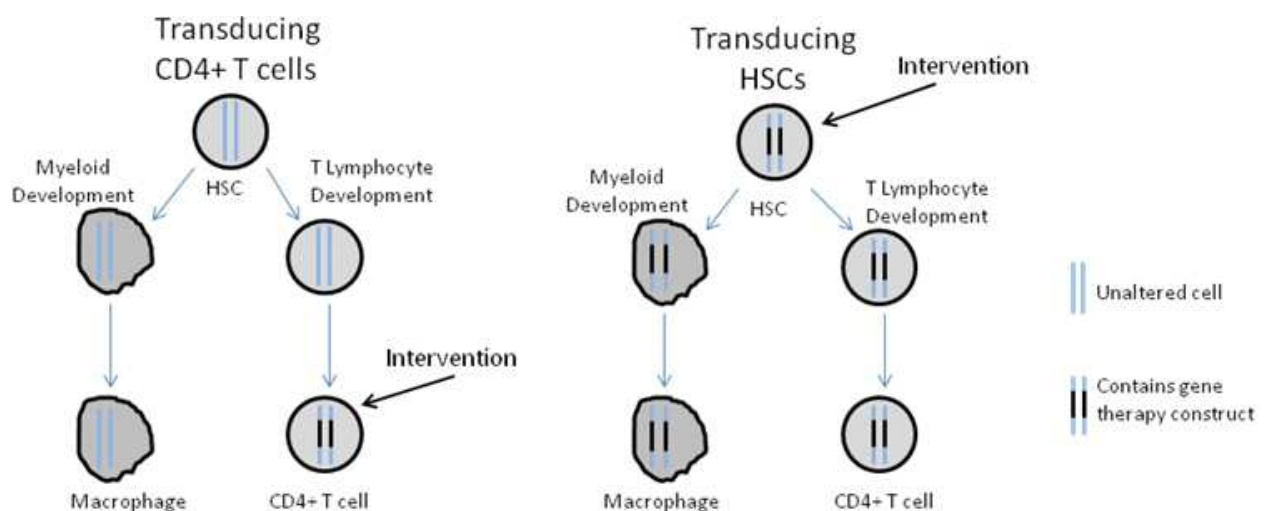 Transducing
CD4+ T cells
Myeloid
Development
HSC
T Lymphocyte
Development
Intervention
Macrophage
CD4+ T cell
Transducing
HSCs
Intervention
Myeloid
Development
HSC
T Lymphocyte
Development
Macrophage
CD4+ T cell
Unaltered cell
Contains gene
therapy construct